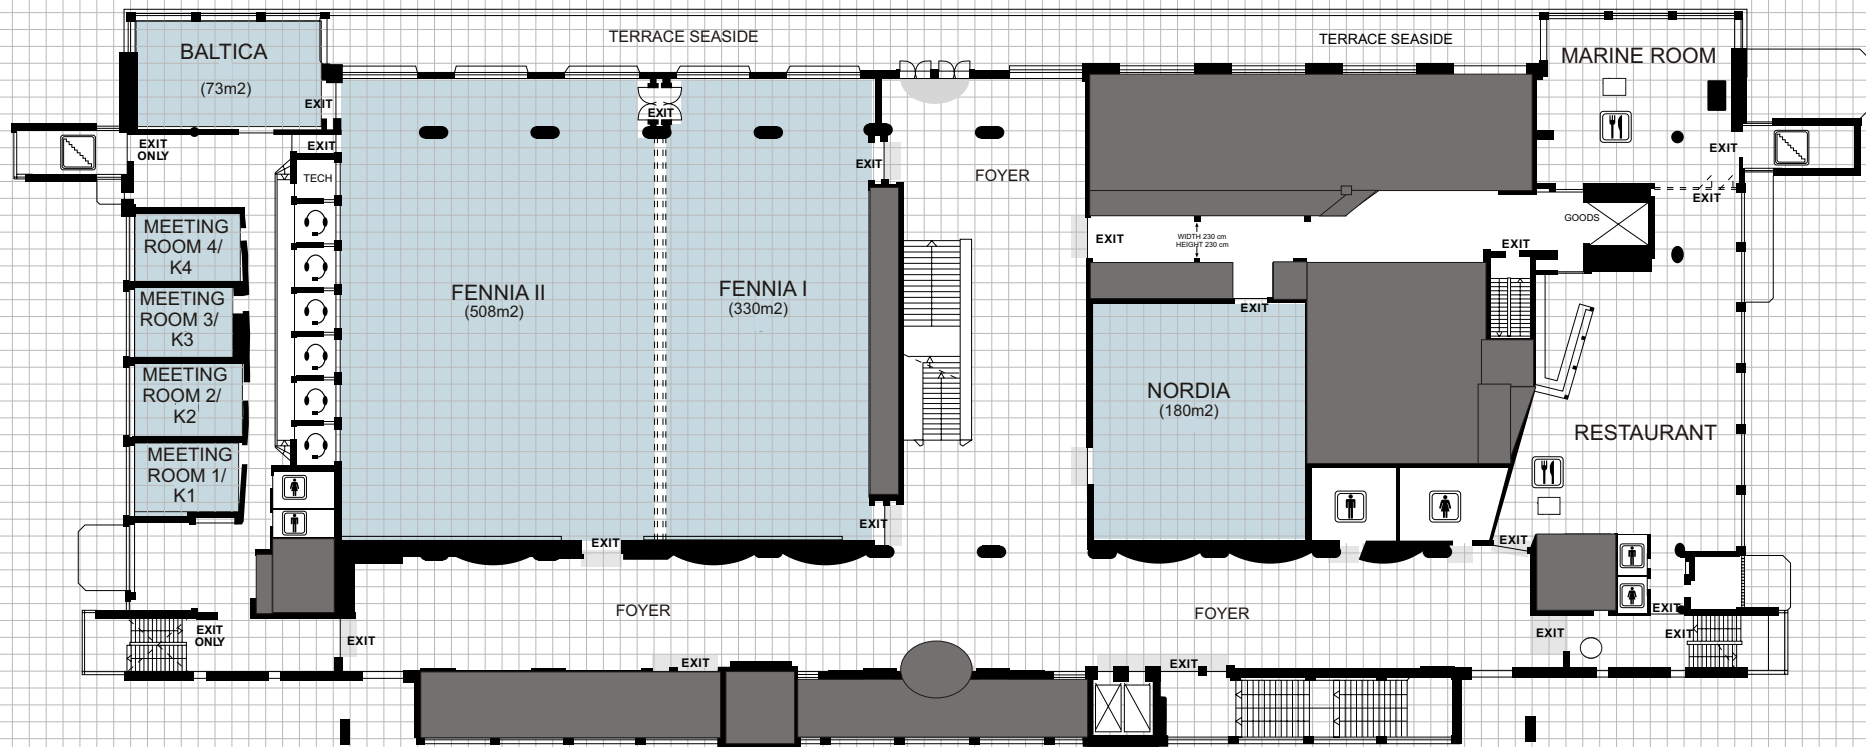 TERRACE SEASIDE
TERRACE SEASIDE
BALTICA
(73m2)
EXIT
EXIT
ONLY
EXIT
TECH
MEETING
ROOM 4/
K4
MEETING
ROOM 3/
K3
MEETING
ROOM 2/
K2
MEETING
ROOM 1/
K1
EXIT
FENNIA II
(508m2)
FENNIA I
(330m2)
EXIT
EXIT
EXIT
FOYER
MARINE ROOM
EXIT
EXIT
GOODS
EXIT
WIDTH 230 cm
HEIGHT 230 cm
EXIT
EXIT
NORDIA
(180m2)
RESTAURANT
EXIT
FOYER
FOYER
EXIT
ONLY
EXIT
EXIT
EXIT
EXIT
EXIT
EXIT